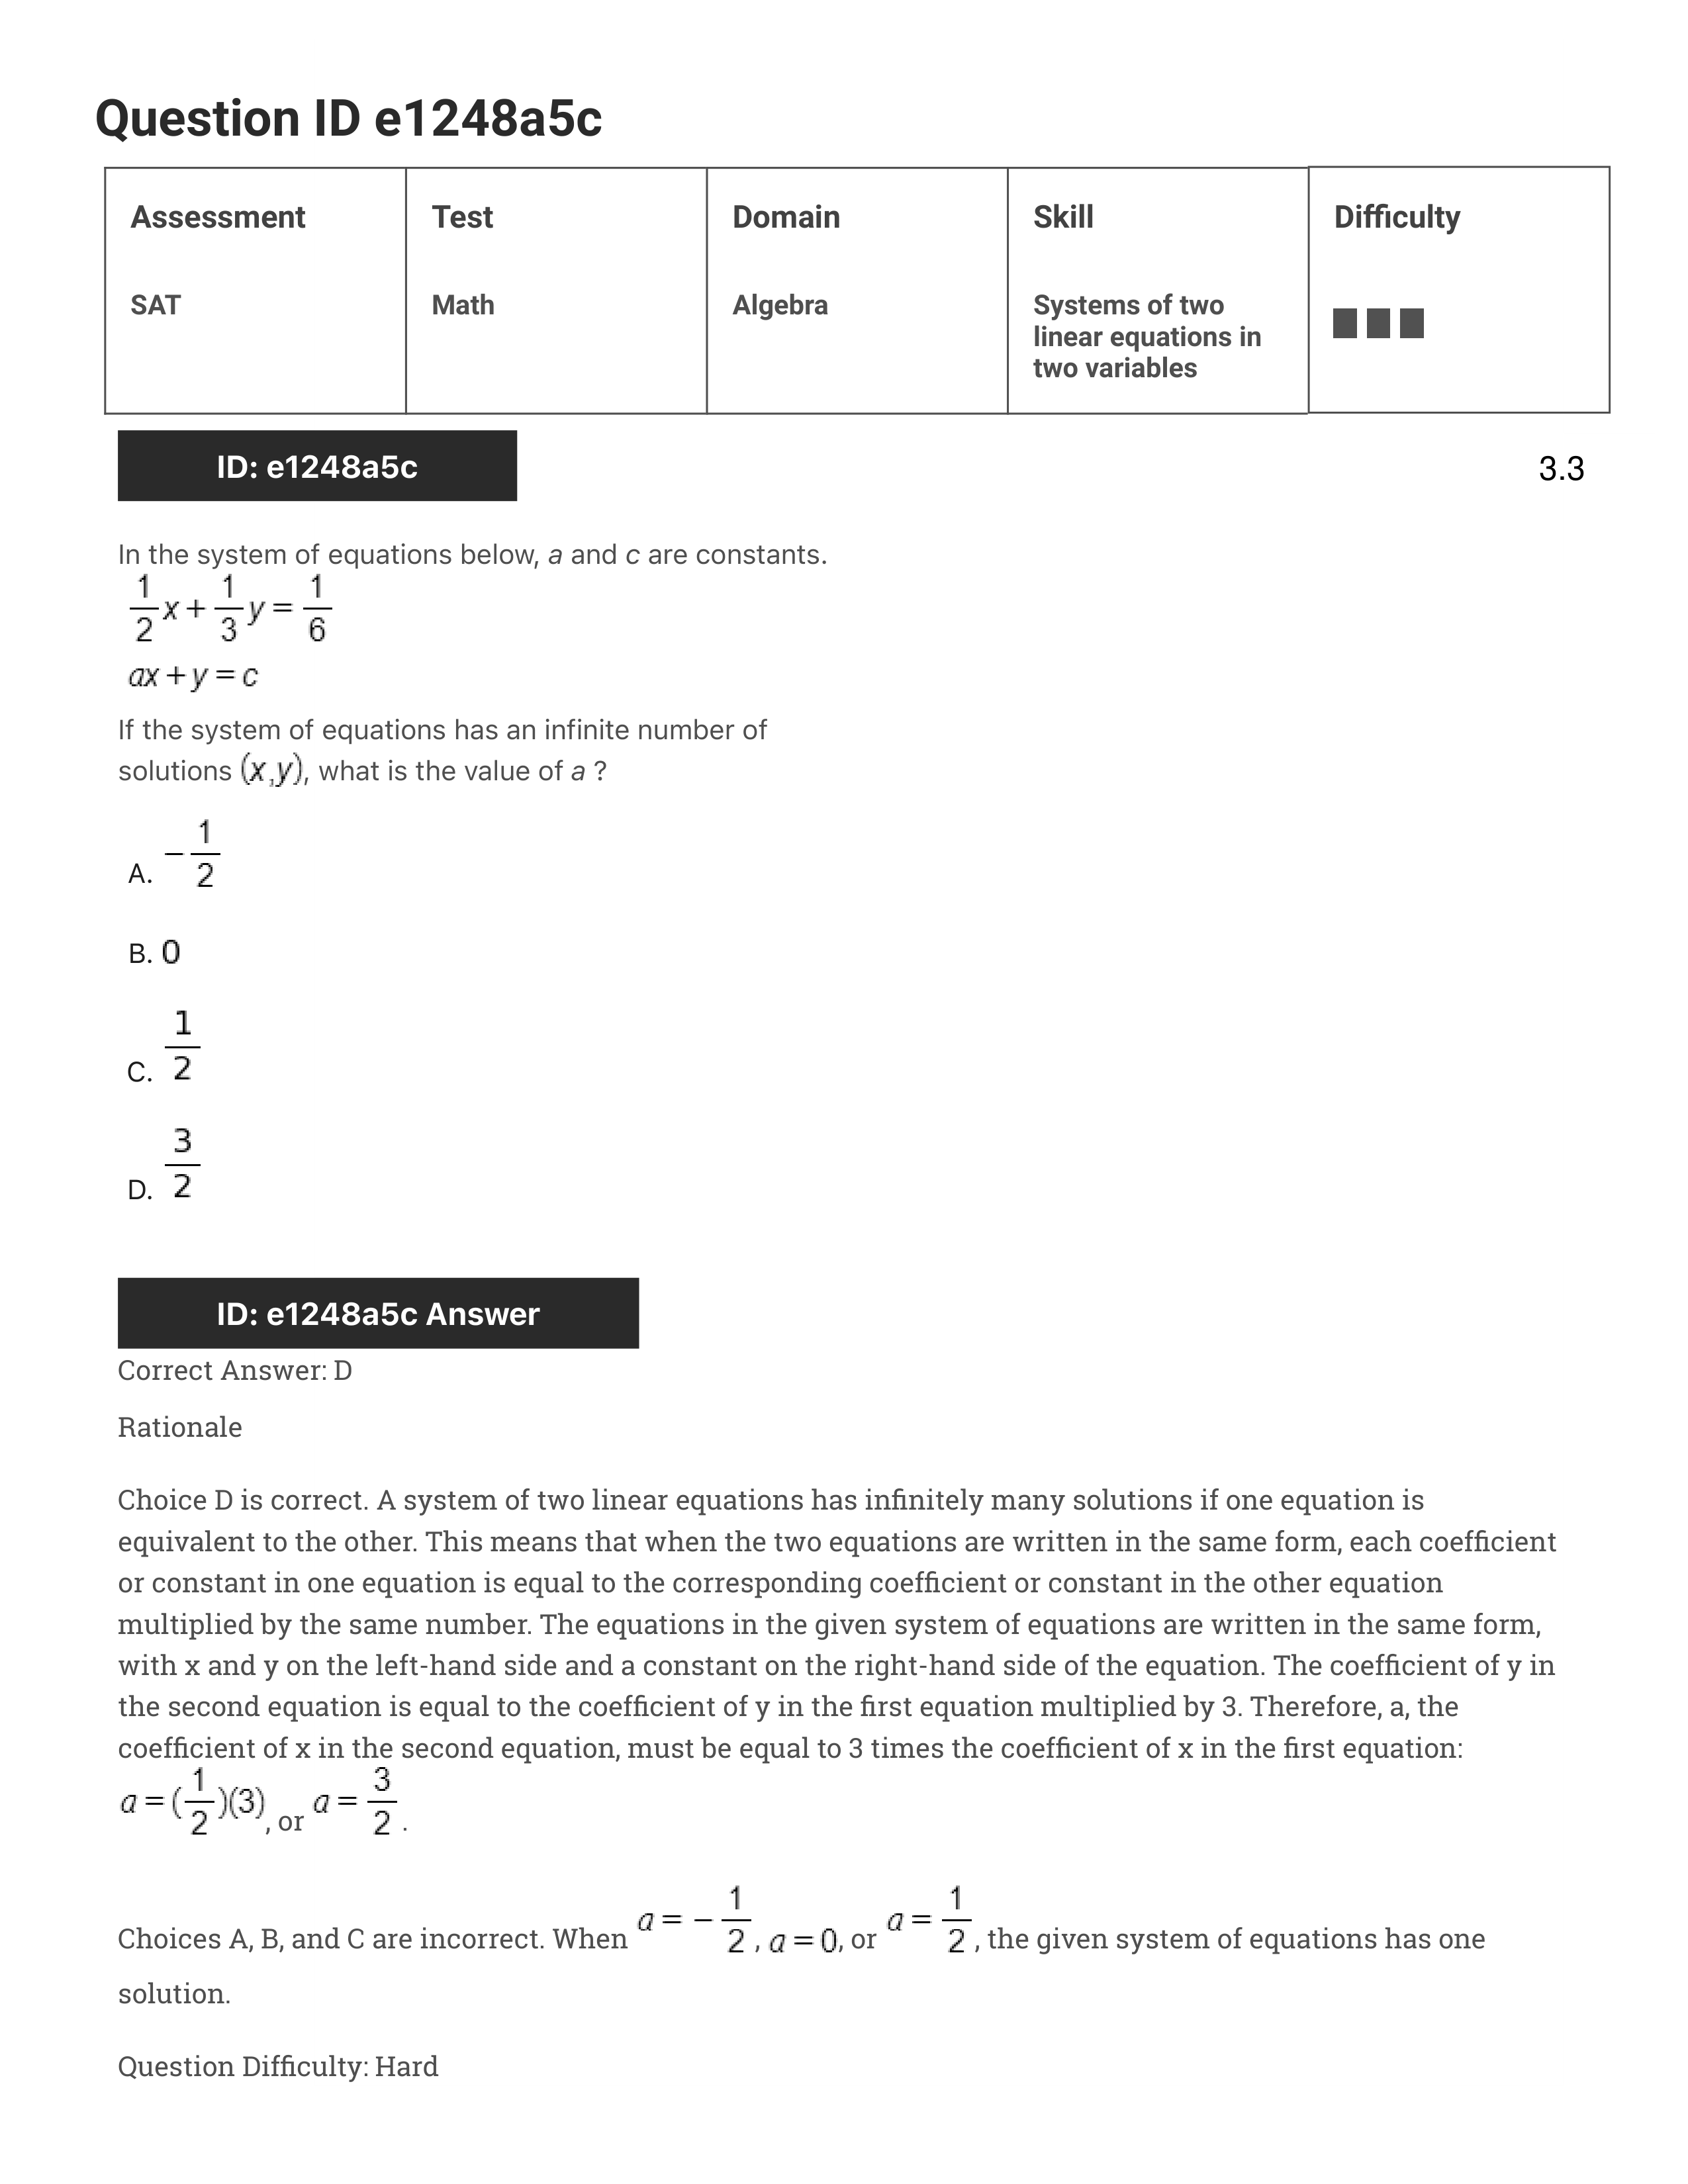 Question ID e1248a5c
Assessment Test Domain Skill Difficulty
SAT Math Algebra Systems of two
linear equations in
two variables
ID: e1248a5c 3.3
In the system of equations below, a and c are constants.
1/2 x + 1/3 y = 1/6
ax + y = c
If the system of equations has an infinite number of
solutions (x,y), what is the value of a ?
A. -1/2
B. 0
C. 1/2
D. 3/2
ID: e1248a5c Answer
Correct Answer: D
Rationale
Choice D is correct. A system of two linear equations has infinitely many solutions if one equation is
equivalent to the other. This means that when the two equations are written in the same form, each coefficient
or constant in one equation is equal to the corresponding coefficient or constant in the other equation
multiplied by the same number. The equations in the given system of equations are written in the same form,
with x and y on the left-hand side and a constant on the right-hand side of the equation. The coefficient of y in
the second equation is equal to the coefficient of y in the first equation multiplied by 3. Therefore, a, the
coefficient of x in the second equation, must be equal to 3 times the coefficient of x in the first equation:
a = (1/2)(3), or a = 3/2.
Choices A, B, and C are incorrect. When a = -1/2, a = 0, or a = 1/2, the given system of equations has one
solution.
Question Difficulty: Hard